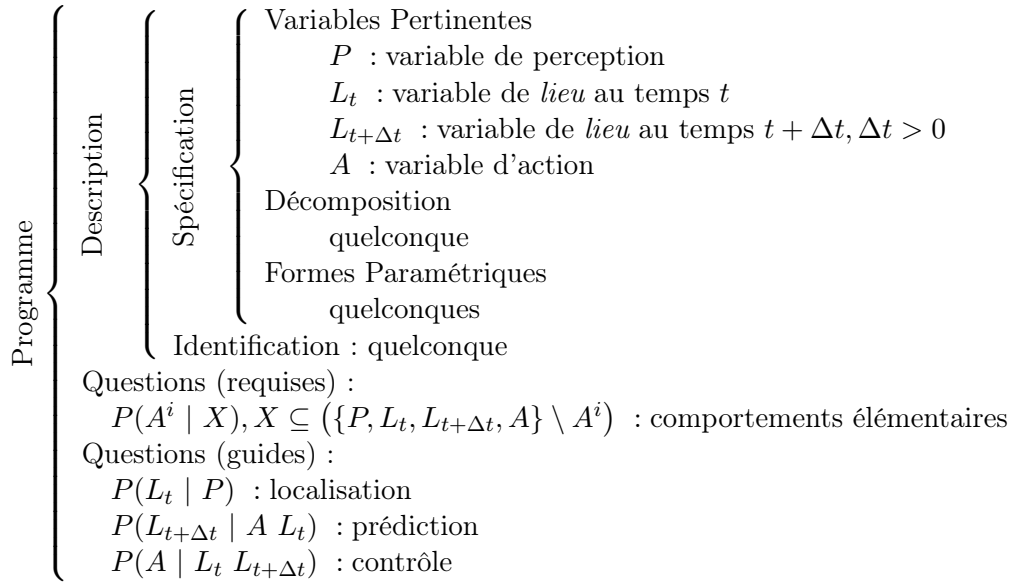 Programme
Description
Spécification
Variables Pertinentes
P : variable de perception
L_t : variable de lieu au temps t
L_{t+Δt} : variable de lieu au temps t + Δt, Δt > 0
A : variable d'action
Décomposition
quelconque
Formes Paramétriques
quelconques
Identification : quelconque
Questions (requises) :
P(A^i | X), X ⊆ ({P, L_t, L_{t+Δt}, A} \ A^i) : comportements élémentaires
Questions (guides) :
P(L_t | P) : localisation
P(L_{t+Δt} | A L_t) : prédiction
P(A | L_t L_{t+Δt}) : contrôle